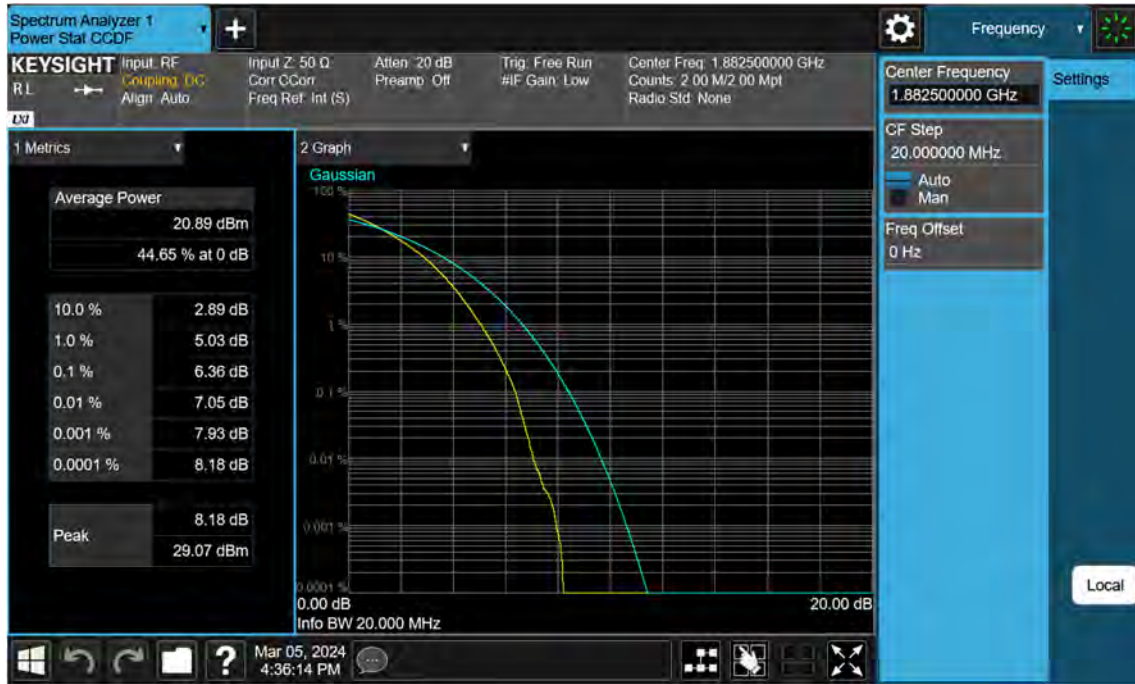 Spectrum Analyzer 1
Power Stat CCDF
+
Frequency
KEYSIGHT
RL
LXI
Input: RF
Coupling: DC
Align: Auto
Input Z: 50 Ω
Corr CCorr
Freq Ref: Int (S)
Atten: 20 dB
Preamp: Off
Trig: Free Run
#IF Gain: Low
Center Freq: 1.882500000 GHz
Counts: 2.00 M/2.00 Mpt
Radio Std: None
Center Frequency
1.882500000 GHz
Settings
CF Step
20.000000 MHz
Auto
Man
Freq Offset
0 Hz
1 Metrics
Average Power
20.89 dBm
44.65 % at 0 dB
10.0 % 2.89 dB
1.0 % 5.03 dB
0.1 % 6.36 dB
0.01 % 7.05 dB
0.001 % 7.93 dB
0.0001 % 8.18 dB
Peak
8.18 dB
29.07 dBm
2 Graph
Gaussian
100 %
10 %
1 %
0.1 %
0.01 %
0.001 %
0.0001 %
0.00 dB
20.00 dB
Info BW 20.000 MHz
Local
?
Mar 05, 2024
4:36:14 PM